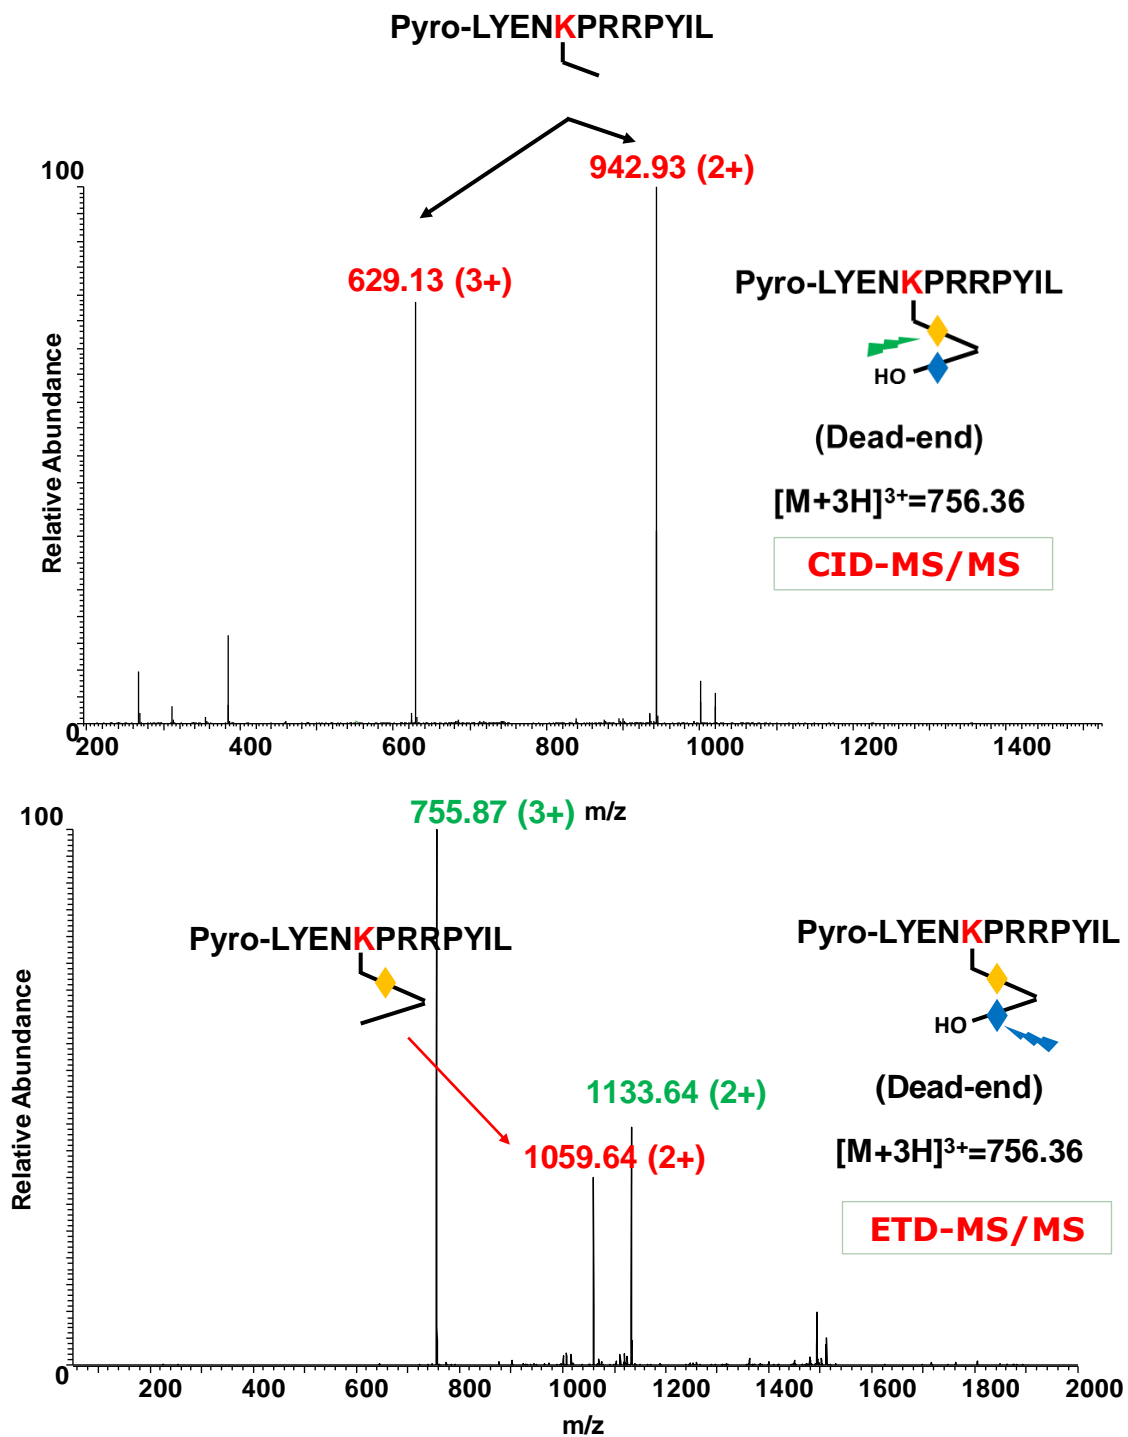 Pyro-LYENKPRRPYIL
942.93 (2+)
629.13 (3+)
Pyro-LYENKPRRPYIL
HO
(Dead-end)
[M+3H]³⁺=756.36
CID-MS/MS
Relative Abundance
100
0
200 400 600 800 1000 1200 1400
m/z
755.87 (3+)
Pyro-LYENKPRRPYIL
1133.64 (2+)
1059.64 (2+)
Pyro-LYENKPRRPYIL
HO
(Dead-end)
[M+3H]³⁺=756.36
ETD-MS/MS
Relative Abundance
100
0
200 400 600 800 1000 1200 1400 1600 1800 2000
m/z